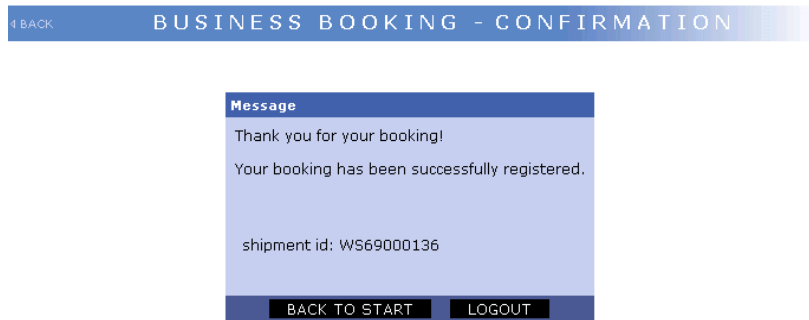 BACK BUSINESS BOOKING - CONFIRMATION
Message
Thank you for your booking!
Your booking has been successfully registered.
shipment id: WS69000136
BACK TO START LOGOUT